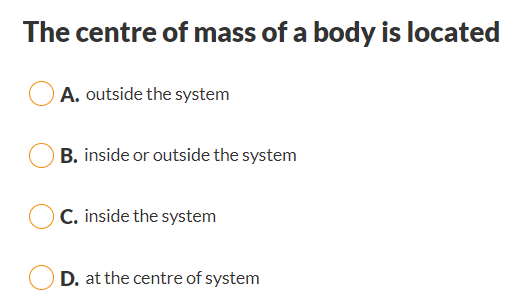 The centre of mass of a body is located
A. outside the system
B. inside or outside the system
C. inside the system
D. at the centre of system